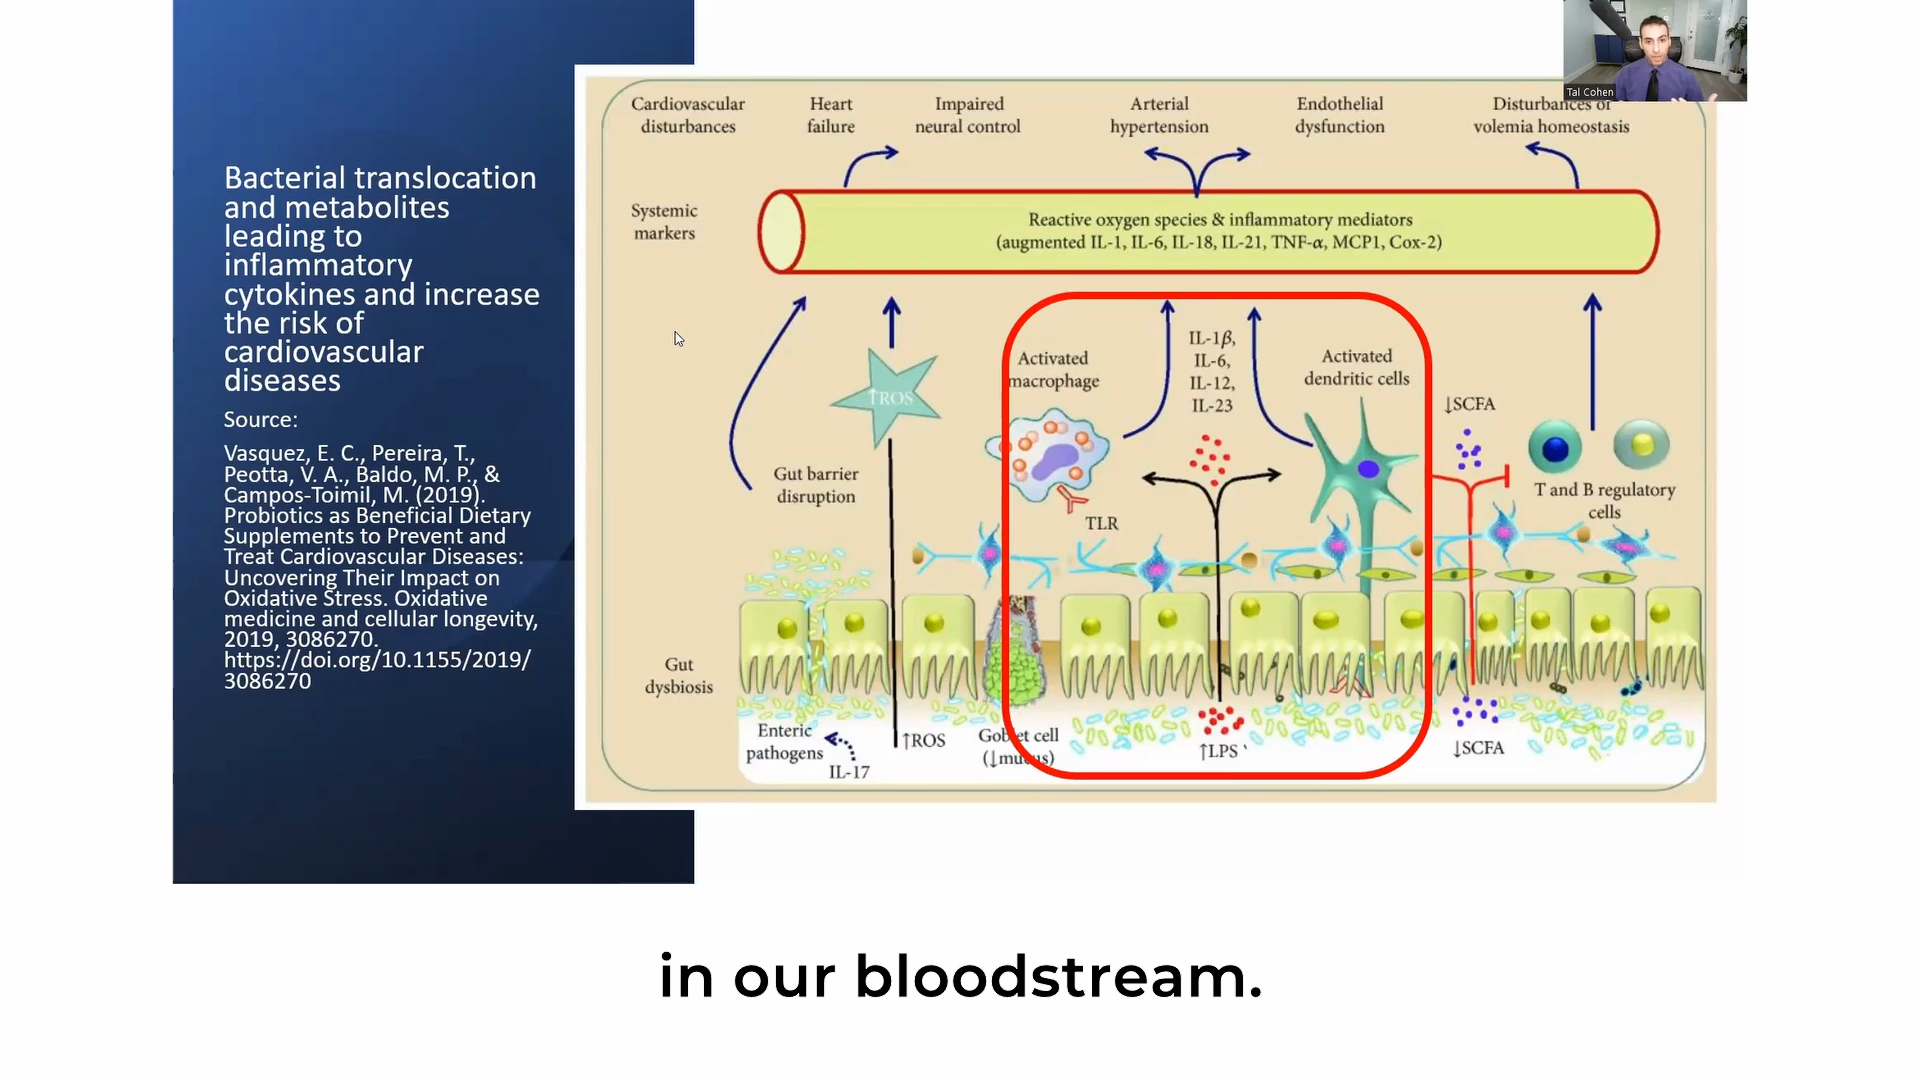 Bacterial translocation
and metabolites
leading to
inflammatory
cytokines and increase
the risk of
cardiovascular
diseases
Source:
Vasquez, E. C., Pereira, T.,
Peotta, V. A., Baldo, M. P., &
Campos-Toimil, M. (2019).
Probiotics as Beneficial Dietary
Supplements to Prevent and
Treat Cardiovascular Diseases:
Uncovering Their Impact on
Oxidative Stress. Oxidative
medicine and cellular longevity,
2019, 3086270.
https://doi.org/10.1155/2019/
3086270
Cardiovascular
disturbances
Heart
failure
Impaired
neural control
Arterial
hypertension
Endothelial
dysfunction
Disturbances of
volemia homeostasis
Tal Cohen
Systemic
markers
Reactive oxygen species & inflammatory mediators
(augmented IL-1, IL-6, IL-18, IL-21, TNF-α, MCP1, Cox-2)
↑ROS
Gut barrier
disruption
Activated
macrophage
TLR
IL-1β,
IL-6,
IL-12,
IL-23
Activated
dendritic cells
↓SCFA
T and B regulatory
cells
Gut
dysbiosis
Enteric
pathogens
IL-17
↑ROS
Goblet cell
(↓mucus)
↑LPS
↓SCFA
in our bloodstream.